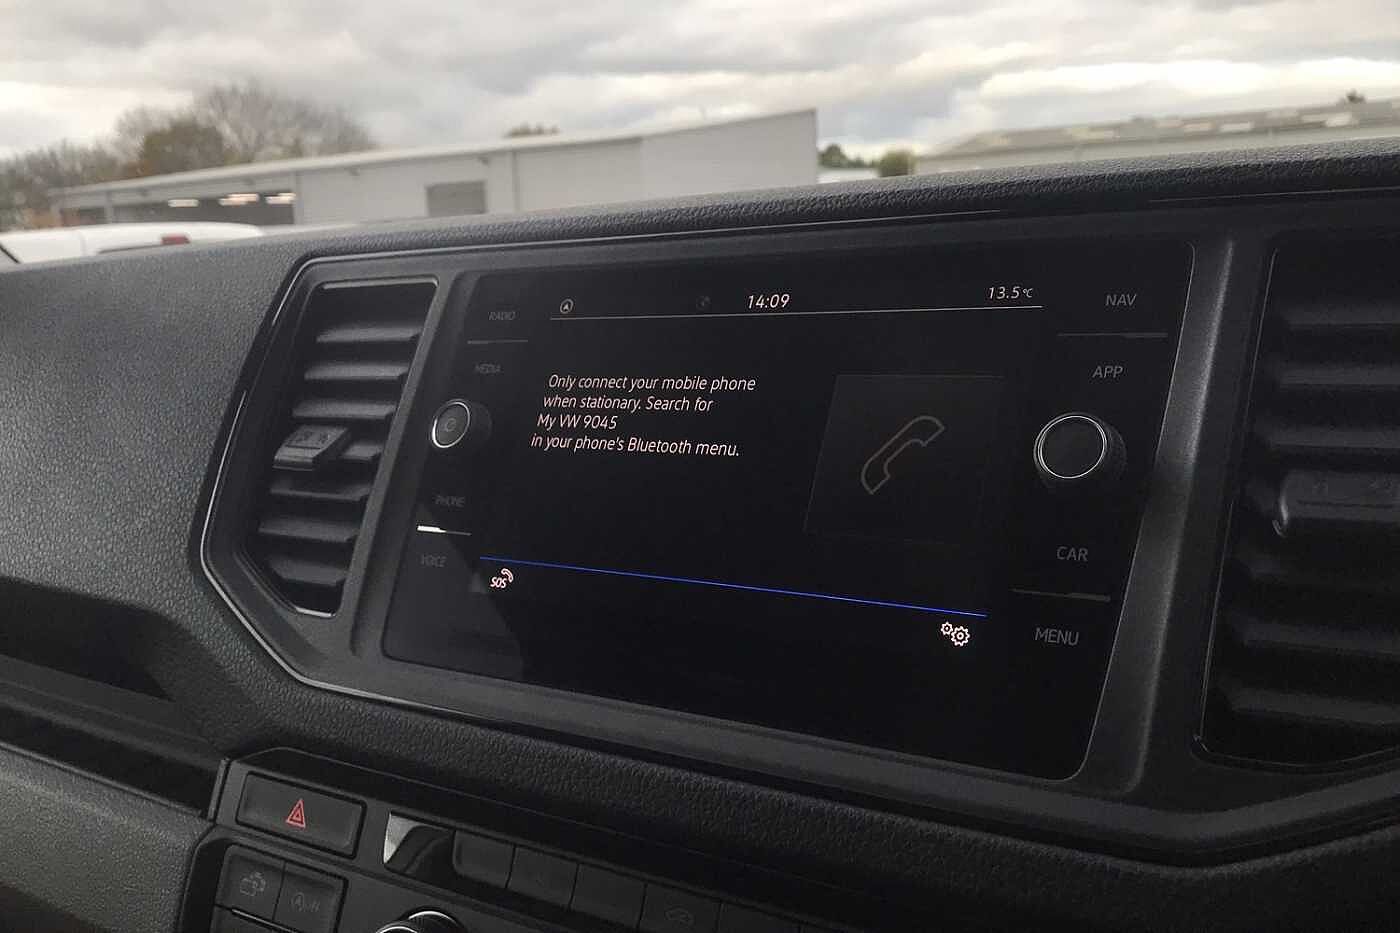 14:09
13.5°C
RADIO
MEDIA
PHONE
VOICE
Only connect your mobile phone
when stationary. Search for
My VW 9045
in your phone's Bluetooth menu.
SOS
NAV
APP
CAR
MENU